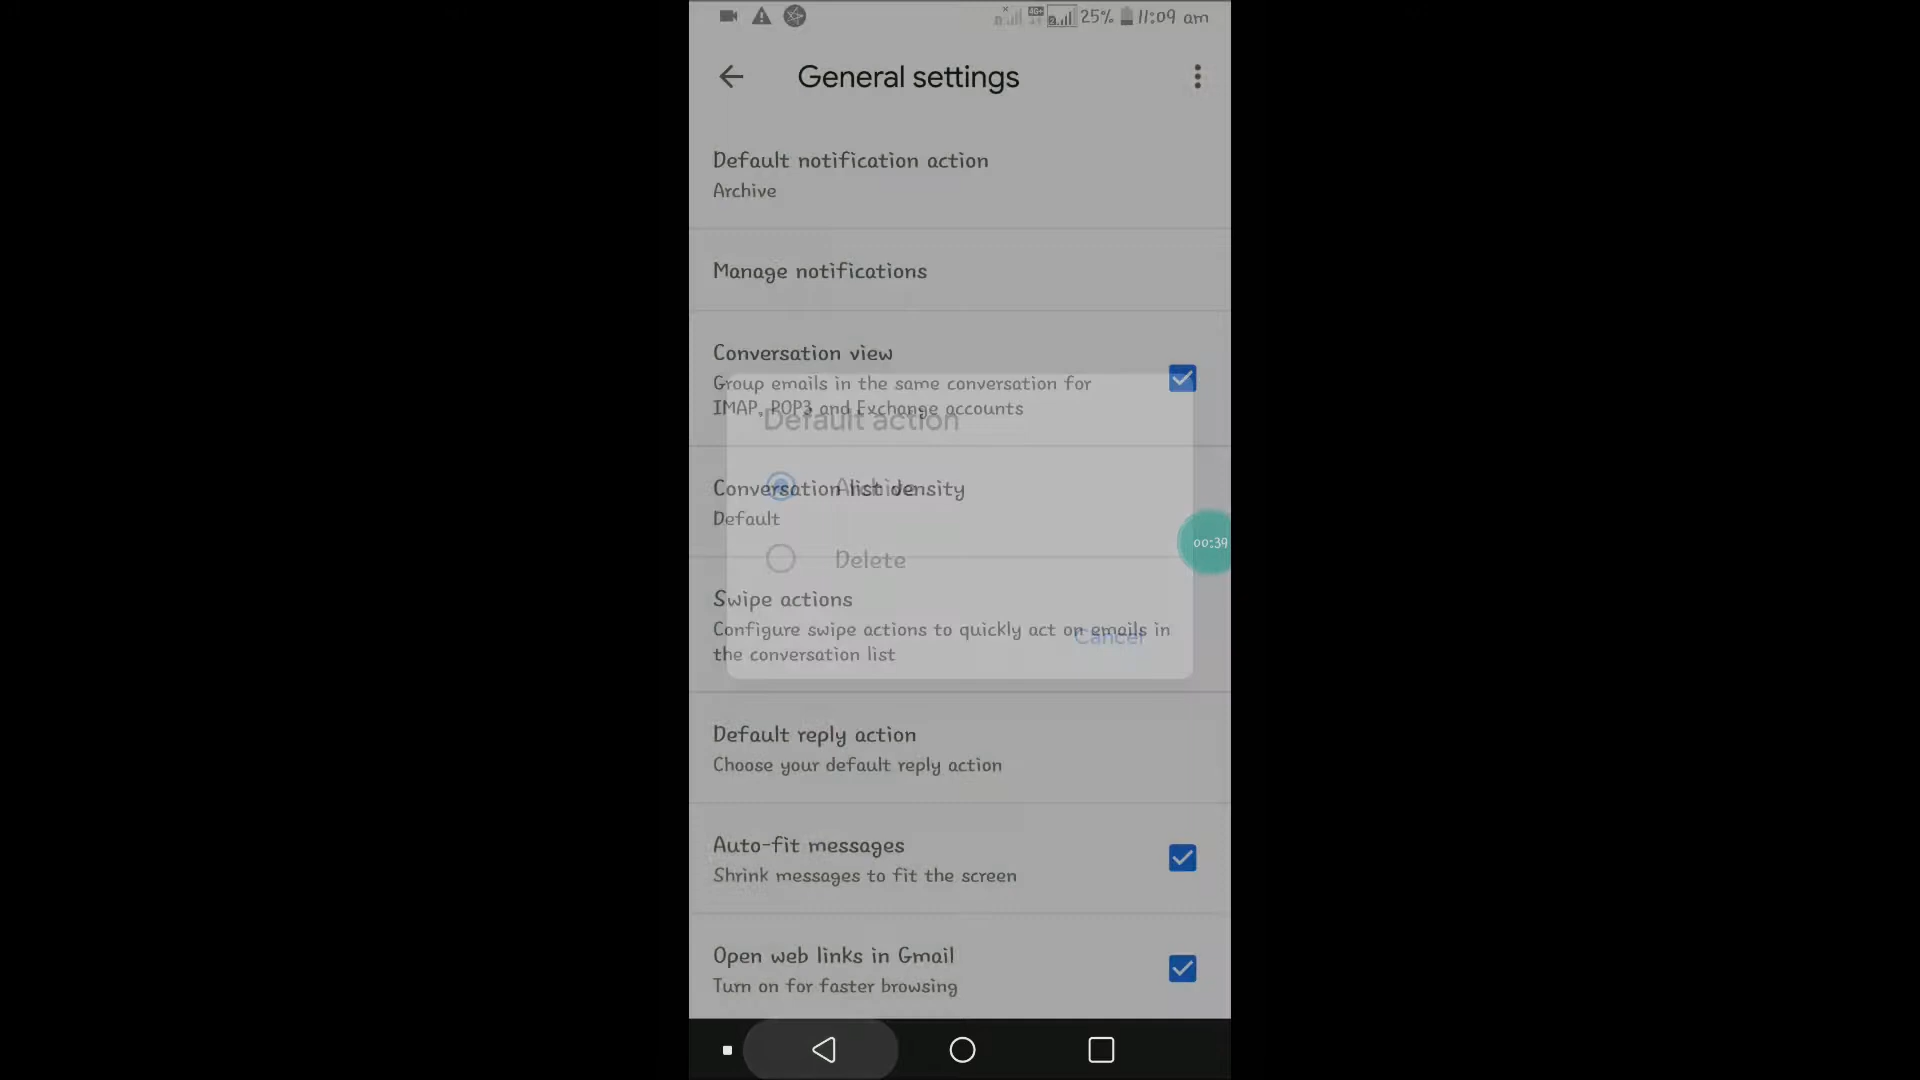 25% 11:09 am
General settings
Default notification action
Archive
Manage notifications
Conversation view
Group emails in the same conversation for
IMAP, POP3 and Exchange accounts
Default action
Archive
Conversation list density
Default
00:39
Delete
Swipe actions
Configure swipe actions to quickly act on emails in
the conversation list
Cancel
Default reply action
Choose your default reply action
Auto-fit messages
Shrink messages to fit the screen
Open web links in Gmail
Turn on for faster browsing